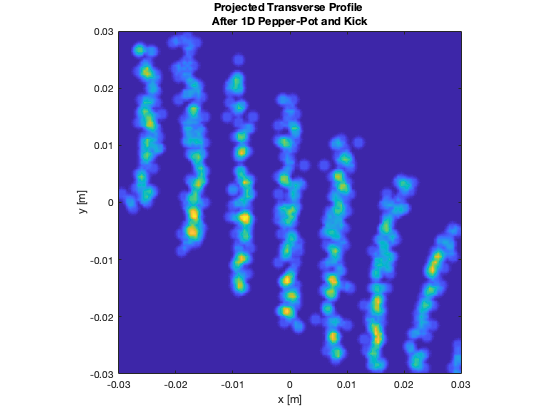 Projected Transverse Profile
After 1D Pepper-Pot and Kick
0.03
0.02
0.01
0
-0.01
-0.02
-0.03
y [m]
-0.03 -0.02 -0.01 0 0.01 0.02 0.03
x [m]